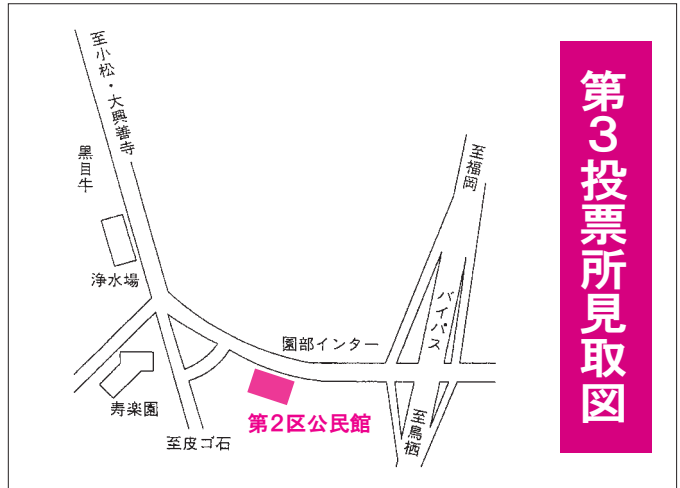 第3投票所見取図
至小松・大興善寺
黒目牛
浄水場
寿楽園
至皮ゴ石
第2区公民館
園部インター
至福岡
バイパス
至鳥栖